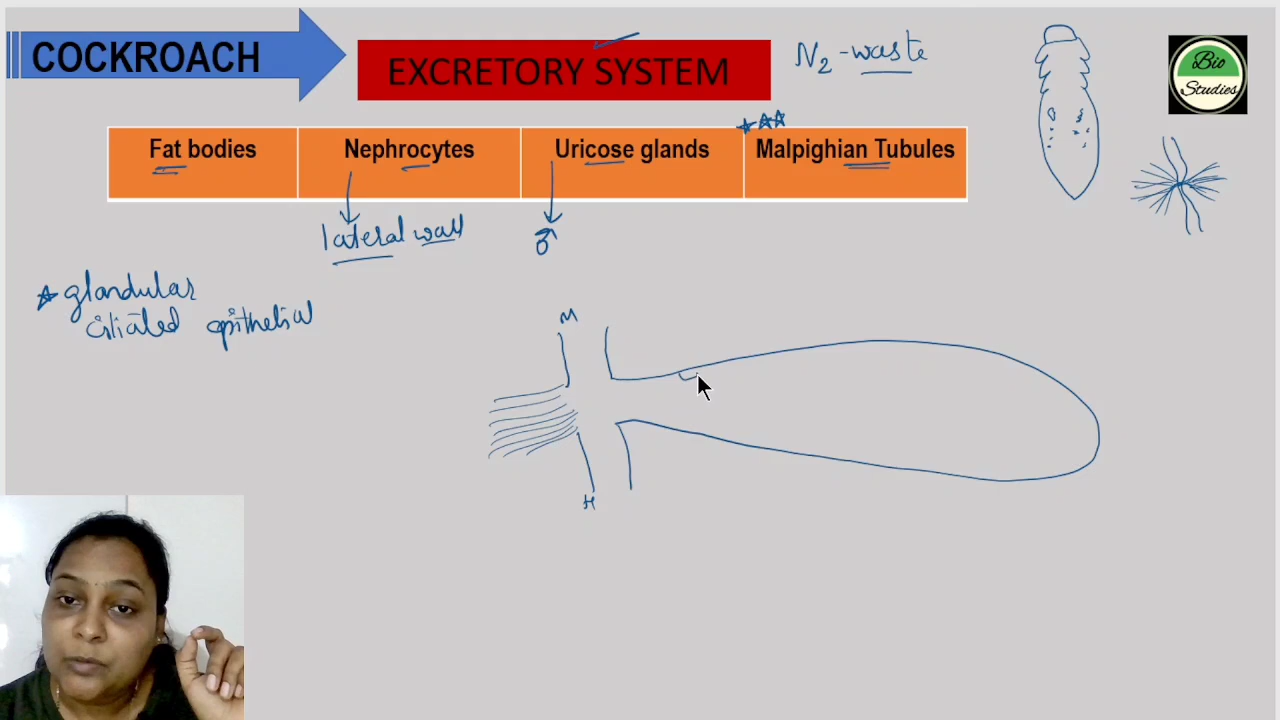 COCKROACH
EXCRETORY SYSTEM
N2-waste
Bio
Studies
Fat bodies
Nephrocytes
Uricose glands
Malpighian Tubules
lateral wall
♂
glandular
ciliated epithelial
M
H